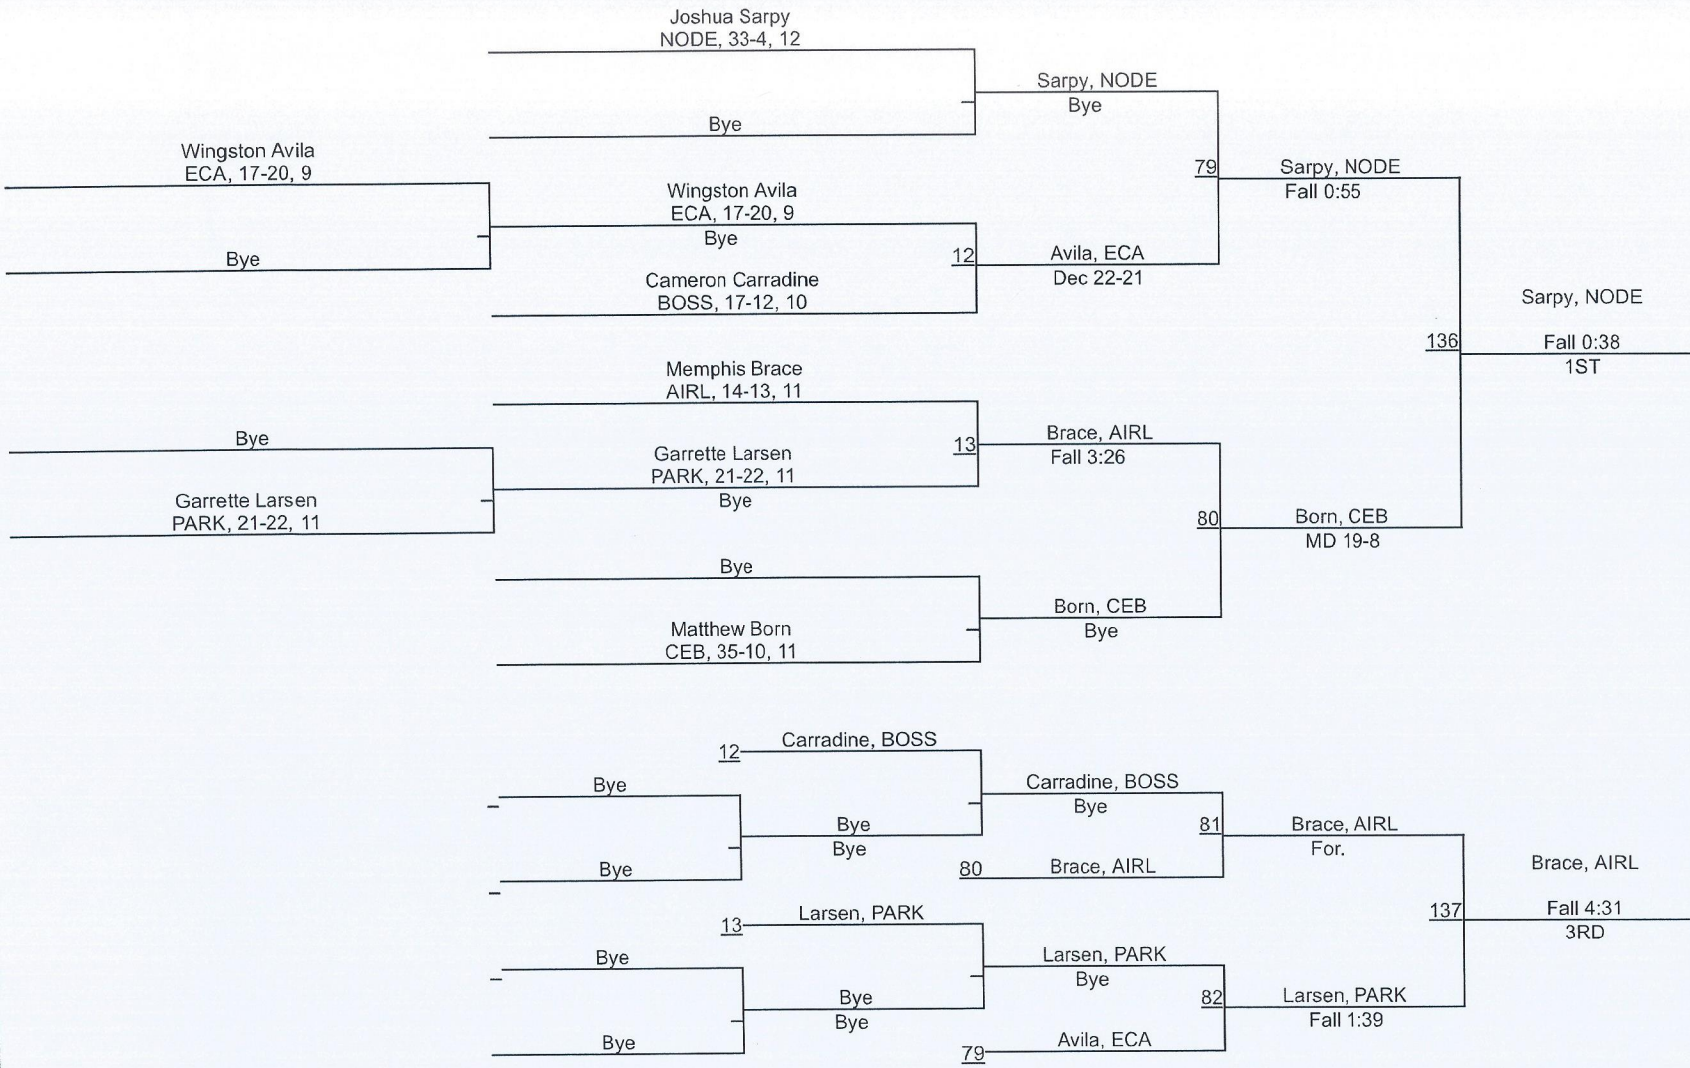 Joshua Sarpy
NODE, 33-4, 12
Sarpy, NODE
Bye
Bye
Wingston Avila
ECA, 17-20, 9
79
Sarpy, NODE
Fall 0:55
Wingston Avila
ECA, 17-20, 9
Bye
Bye
12
Avila, ECA
Dec 22-21
Cameron Carradine
BOSS, 17-12, 10
Sarpy, NODE
136
Fall 0:38
1ST
Memphis Brace
AIRL, 14-13, 11
Bye
13
Brace, AIRL
Fall 3:26
Garrette Larsen
PARK, 21-22, 11
Bye
Garrette Larsen
PARK, 21-22, 11
80
Born, CEB
MD 19-8
Bye
Born, CEB
Bye
Matthew Born
CEB, 35-10, 11
12
Carradine, BOSS
Bye
Carradine, BOSS
Bye
Bye
Bye
81
Brace, AIRL
For.
Bye
80
Brace, AIRL
Brace, AIRL
13
Larsen, PARK
137
Fall 4:31
3RD
Bye
Larsen, PARK
Bye
Bye
Bye
82
Larsen, PARK
Fall 1:39
Bye
79
Avila, ECA